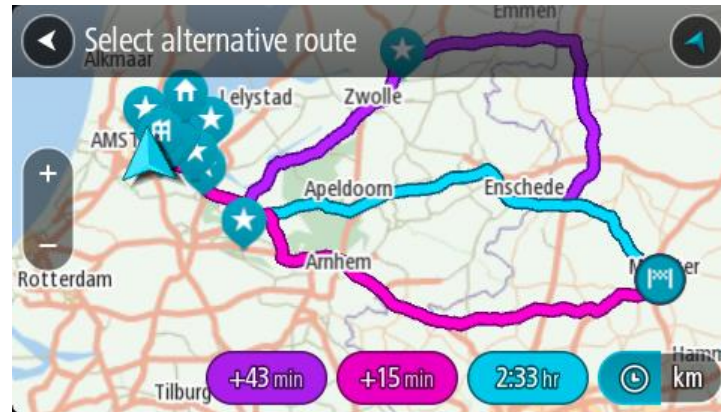 Select alternative route
Emmen
Alkmaar
Lelystad
Zwolle
Apeldoorn
Enschede
Arnhem
Rotterdam
Tilburg
+
−
+43 min
+15 min
2:33 hr
km